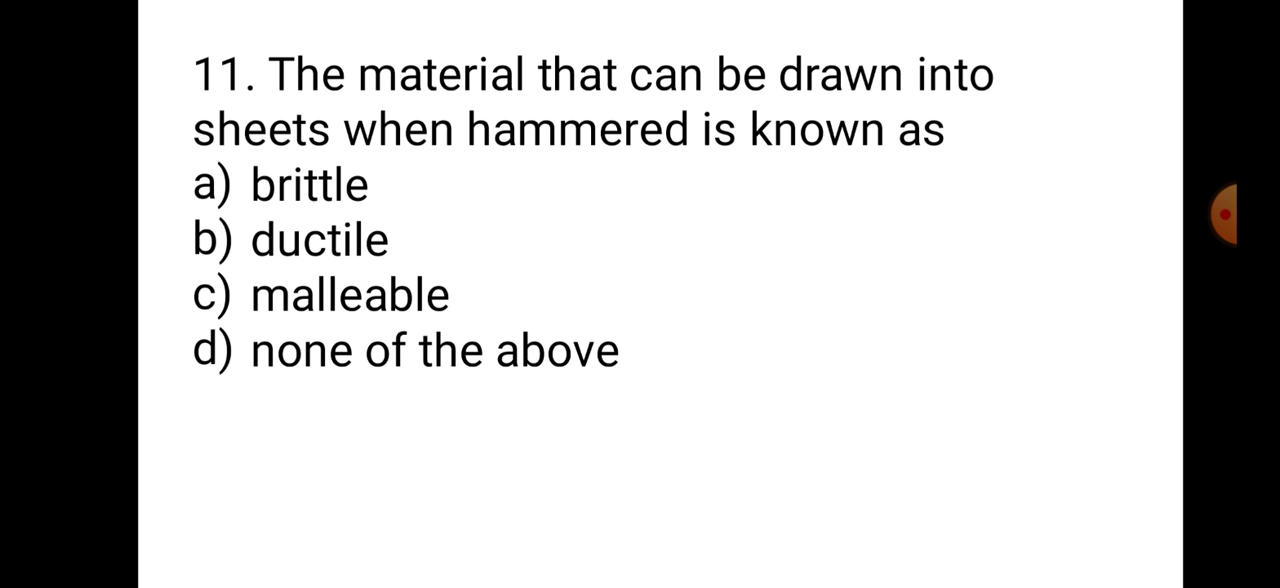 11. The material that can be drawn into
sheets when hammered is known as
a) brittle
b) ductile
c) malleable
d) none of the above